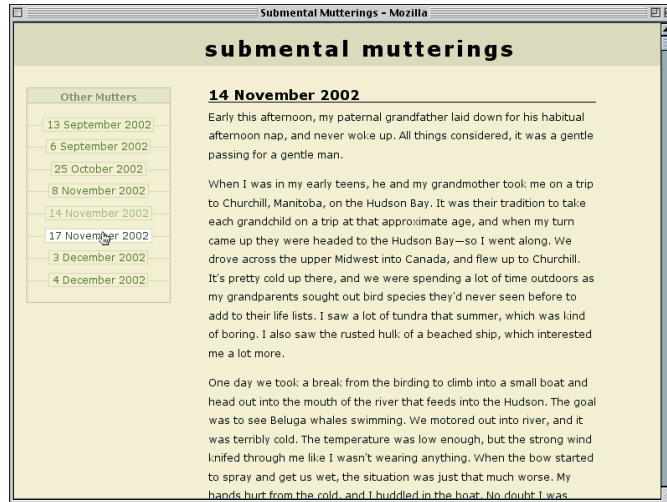 Submental Mutterings – Mozilla
submental mutterings
Other Mutters
13 September 2002
6 September 2002
25 October 2002
8 November 2002
14 November 2002
17 November 2002
3 December 2002
4 December 2002
14 November 2002
Early this afternoon, my paternal grandfather laid down for his habitual
afternoon nap, and never woke up. All things considered, it was a gentle
passing for a gentle man.
When I was in my early teens, he and my grandmother took me on a trip
to Churchill, Manitoba, on the Hudson Bay. It was their tradition to take
each grandchild on a trip at that approximate age, and when my turn
came up they were headed to the Hudson Bay—so I went along. We
drove across the upper Midwest into Canada, and flew up to Churchill.
It's pretty cold up there, and we were spending a lot of time outdoors as
my grandparents sought out bird species they'd never seen before to
add to their life lists. I saw a lot of tundra that summer, which was kind
of boring. I also saw the rusted hulk of a beached ship, which interested
me a lot more.
One day we took a break from the birding to climb into a small boat and
head out into the mouth of the river that feeds into the Hudson. The goal
was to see Beluga whales swimming. We motored out into river, and it
was terribly cold. The temperature was low enough, but the strong wind
knifed through me like I wasn't wearing anything. When the bow started
to spray and get us wet, the situation was just that much worse. My
hands hurt from the cold, and I huddled in the boat. No doubt I was